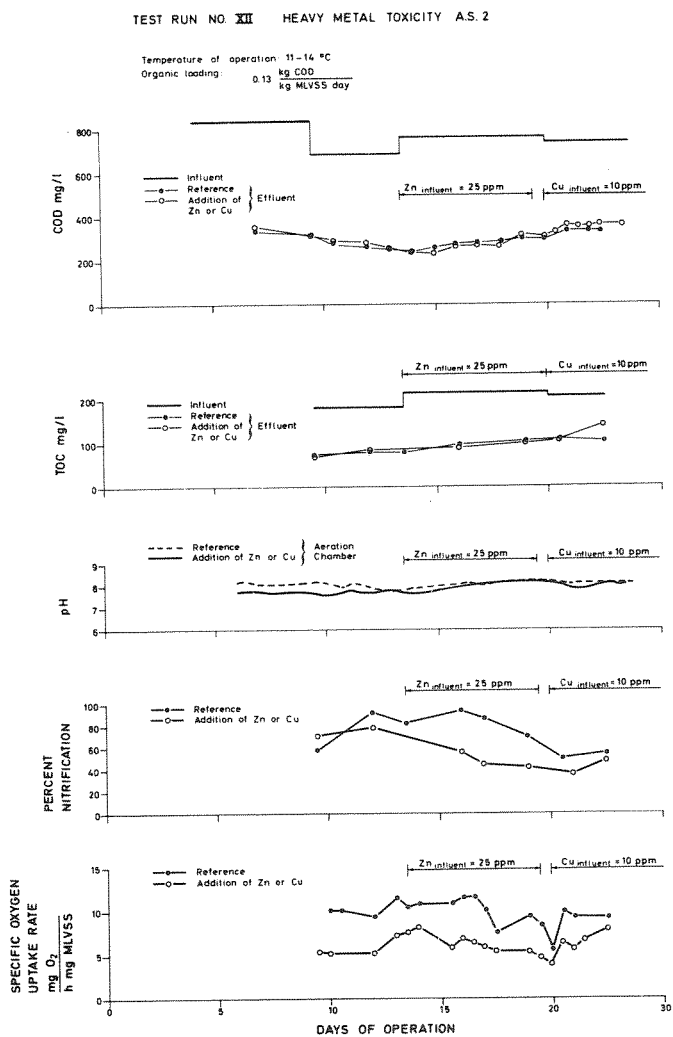 TEST RUN NO. XII HEAVY METAL TOXICITY A.S. 2
Temperature of operation: 11–14 °C
Organic loading: 0.13 kg COD
kg MLVSS day
800
600
400
200
0
COD mg/l
Influent
Reference
Addition of Zn or Cu
Effluent
Zn influent = 25 ppm
Cu influent = 10 ppm
200
100
0
TOC mg/l
Influent
Reference
Addition of Zn or Cu
Effluent
Zn influent = 25 ppm
Cu influent = 10 ppm
9
8
7
6
pH
Reference
Addition of Zn or Cu
Aeration Chamber
Zn influent = 25 ppm
Cu influent = 10 ppm
100
80
60
40
20
0
PERCENT
NITRIFICATION
Reference
Addition of Zn or Cu
Zn influent = 25 ppm
Cu influent = 10 ppm
15
10
5
0
SPECIFIC OXYGEN
UPTAKE RATE
mg O2
h mg MLVSS
Reference
Addition of Zn or Cu
Zn influent = 25 ppm
Cu influent = 10 ppm
0 10 15 20 30
DAYS OF OPERATION